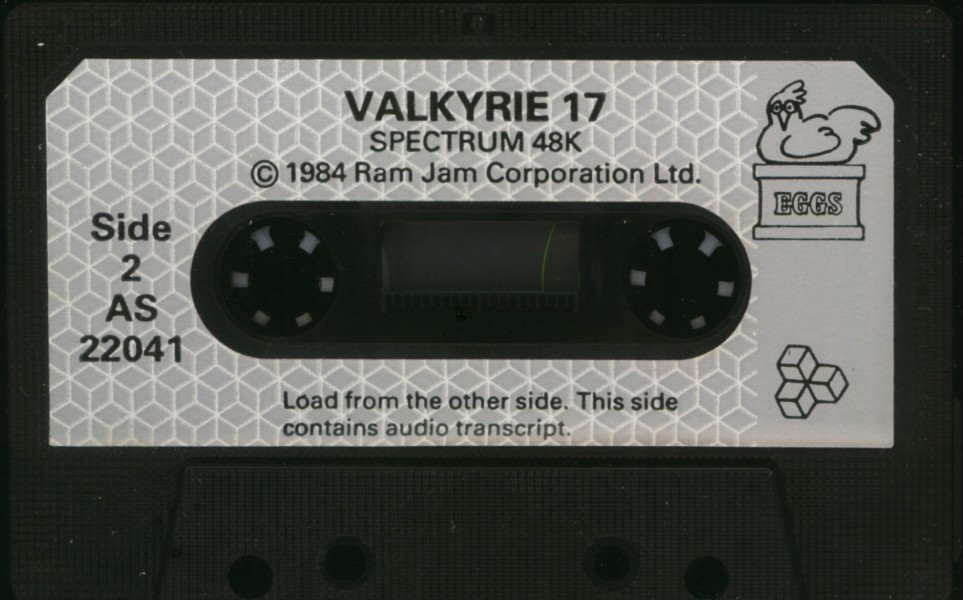 VALKYRIE 17
SPECTRUM 48K
© 1984 Ram Jam Corporation Ltd.
EGGS
Side
2
AS
22041
Load from the other side. This side
contains audio transcript.